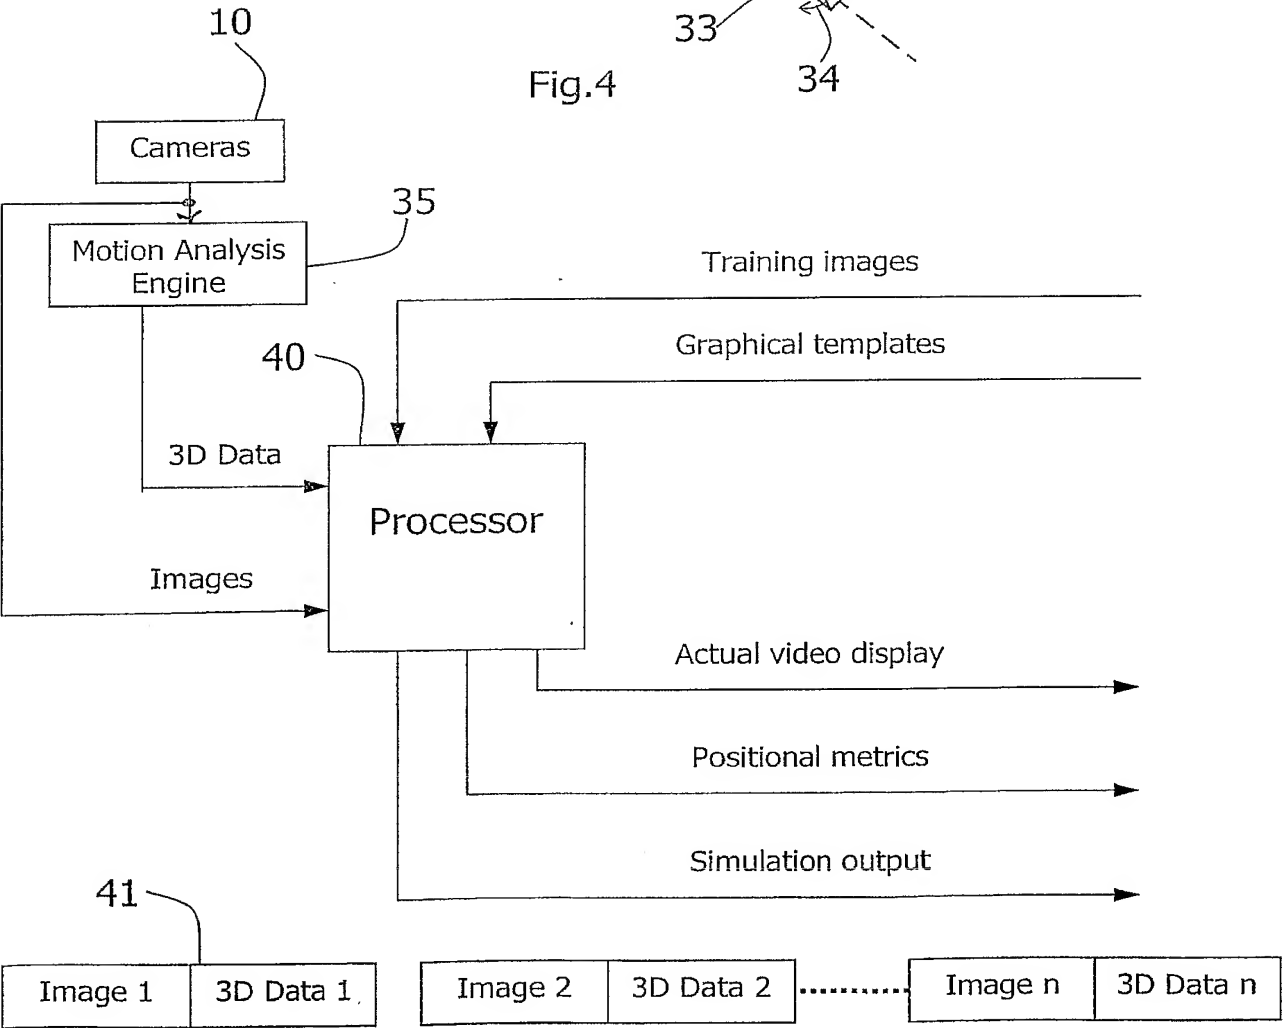 10
33
34
Fig.4
Cameras
35
Motion Analysis
Engine
Training images
Graphical templates
40
3D Data
Processor
Images
Actual video display
Positional metrics
Simulation output
41
Image 1
3D Data 1
Image 2
3D Data 2
Image n
3D Data n